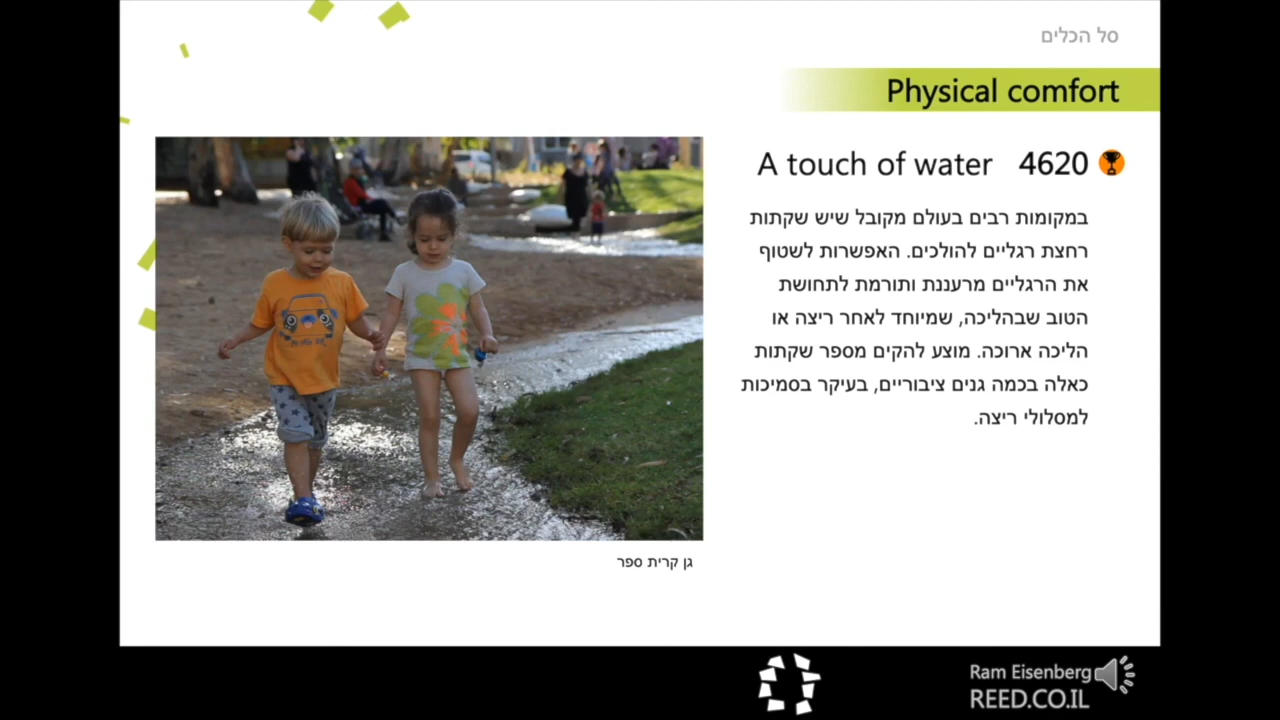 סל הכלים
Physical comfort
A touch of water 4620
במקומות רבים בעולם מקובל שיש שקתות
רחצת רגליים להולכים. האפשרות לשטוף
את הרגליים מרעננת ותורמת לתחושת
הטוב שבהליכה, שמיוחד לאחר ריצה או
הליכה ארוכה. מוצע להקים מספר שקתות
כאלה בכמה גנים ציבוריים, בעיקר בסמיכות
למסלולי ריצה.
גן קרית ספר
Ram Eisenberg
REED.CO.IL